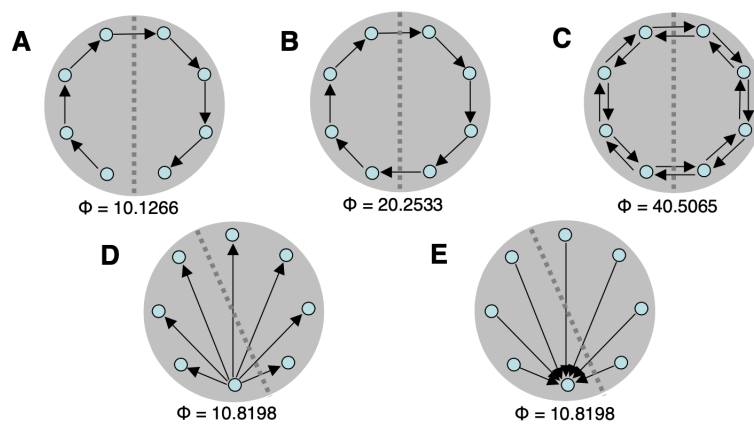 A
B
C
Φ = 10.1266
Φ = 20.2533
Φ = 40.5065
D
E
Φ = 10.8198
Φ = 10.8198